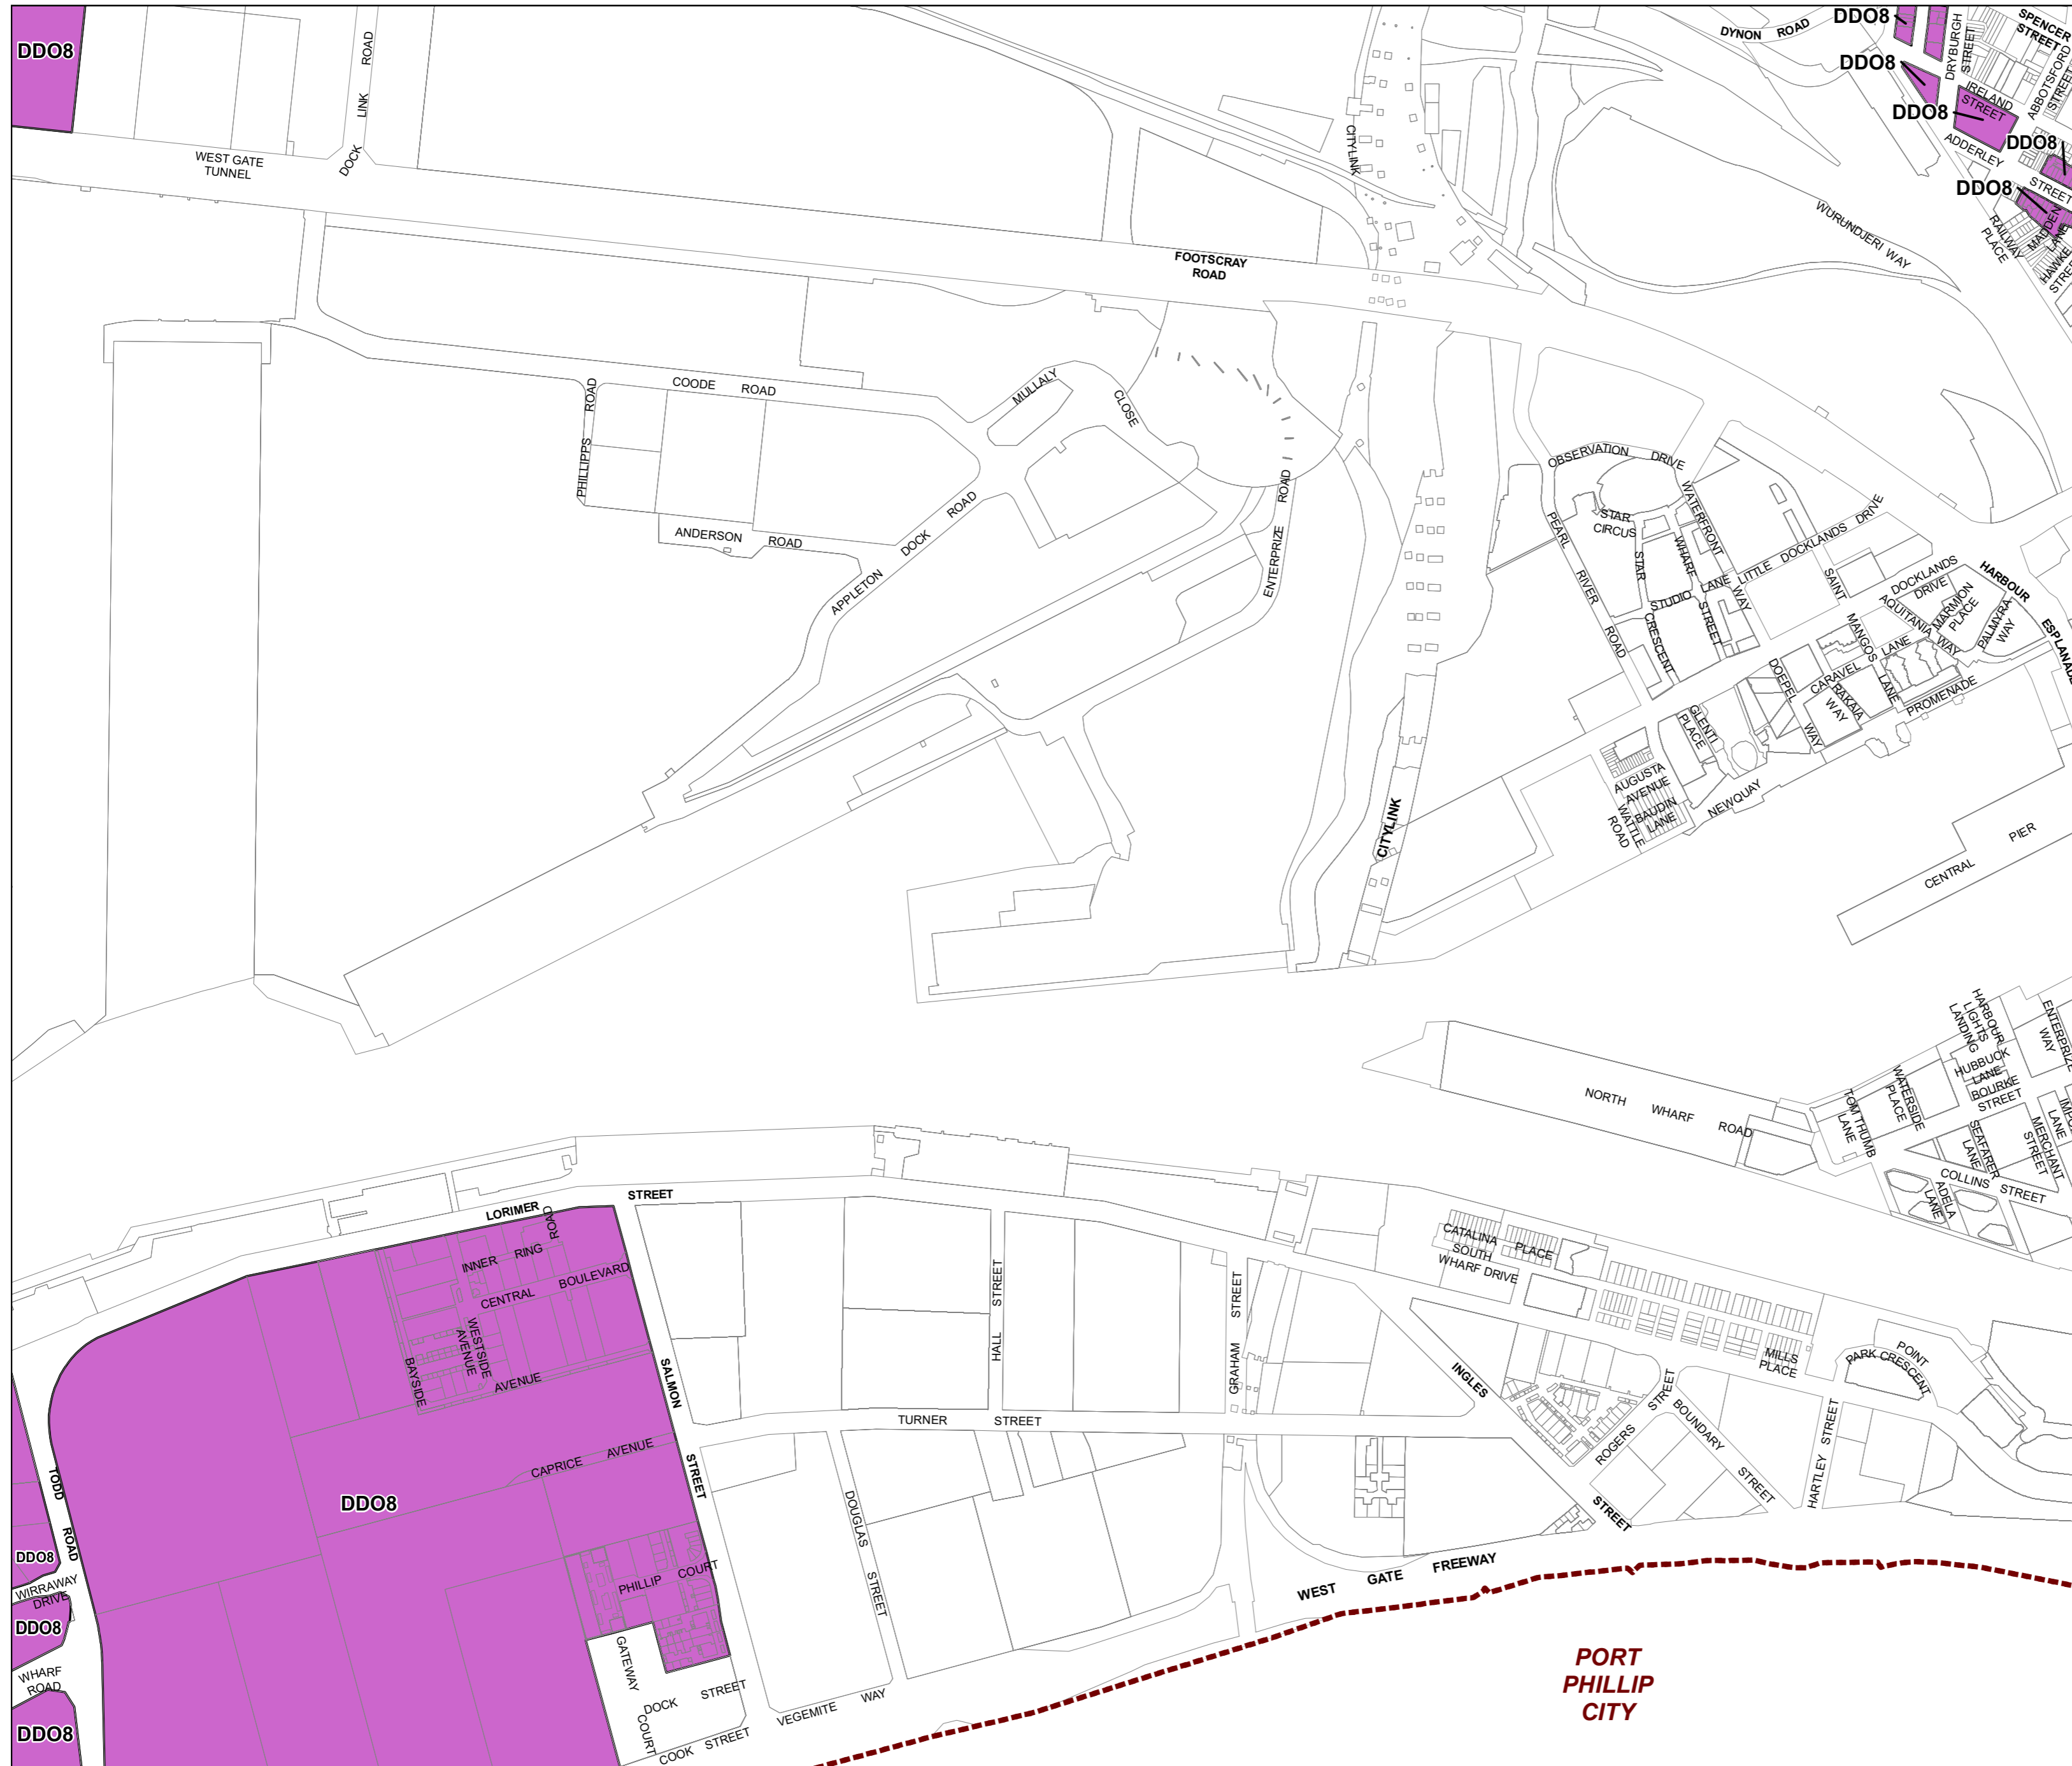 DDO8
DOCK LINK ROAD
WEST GATE
TUNNEL
CITYLINK
DYNON ROAD
DDO8
DDO8
DDO8
DDO8
DDO8
DRYBURGH
STREET
SPENCER
STREET
ABBOTSFORD
STREET
IRELAND
STREET
ADDERLEY
STREET
MADDEN
LANE
HAWKE
RAILWAY
PLACE
WURUNDJERI WAY
FOOTSCRAY
ROAD
COODE ROAD
PHILLIPPS ROAD
ANDERSON ROAD
MULLALY
CLOSE
APPLETON DOCK ROAD
ENTERPRIZE ROAD
OBSERVATION DRIVE
WATERFRONT
WAY
STAR
CIRCUS
PEARL RIVER ROAD
STAR
CRESCENT
WHARF
STREET
STUDIO LANE
LITTLE DOCKLANDS DRIVE
SAINT
MANGOS
LANE
DOCKLANDS
DRIVE
HARBOUR
ESPLANADE
AQUITANIA WAY
MARMION
PLACE
PALMYRA
WAY
DOEPEL
WAY
CARAVEL LANE
RAKAIA
WAY
PROMENADE
GLENTI
PLACE
NEWQUAY
AUGUSTA
AVENUE
BAUDIN
LANE
WATTLE
ROAD
CITYLINK
CENTRAL PIER
NORTH WHARF ROAD
HARBOUR
LIGHTS
LANDING
ENTERPRIZE
WAY
HUBBUCK
LANE
BOURKE
STREET
WATERSIDE
PLACE
TOM THUMB
LANE
SEAFARER
LANE
MERCHANT
STREET
LANE
COLLINS STREET
ADELA
LANE
LORIMER STREET
INNER RING ROAD
CENTRAL BOULEVARD
WESTSIDE
AVENUE
BAYSIDE AVENUE
SALMON STREET
CAPRICE AVENUE
DDO8
PHILLIP COURT
TODD ROAD
DDO8
WIRRAWAY
DRIVE
DDO8
WHARF
ROAD
DDO8
GATEWAY COURT
DOCK STREET
COOK STREET
VEGEMITE WAY
HALL STREET
TURNER STREET
DOUGLAS STREET
GRAHAM STREET
CATALINA PLACE
SOUTH
WHARF DRIVE
INGLES STREET
ROGERS STREET
BOUNDARY STREET
MILLS
PLACE
HARTLEY STREET
POINT
PARK CRESCENT
WEST GATE FREEWAY
PORT
PHILLIP
CITY